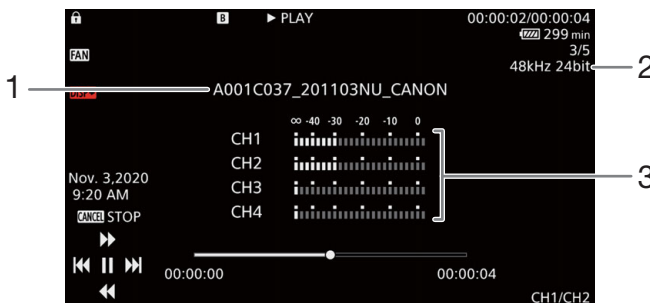 B ▶ PLAY 00:00:02/00:00:04
299 min
FAN 3/5
48kHz 24bit 2
1 A001C037_201103NU_CANON
DISP
∞ -40 -30 -20 -10 0
CH1
CH2
CH3 3
Nov. 3,2020
9:20 AM
CH4
CANCEL STOP
00:00:00 00:00:04
CH1/CH2